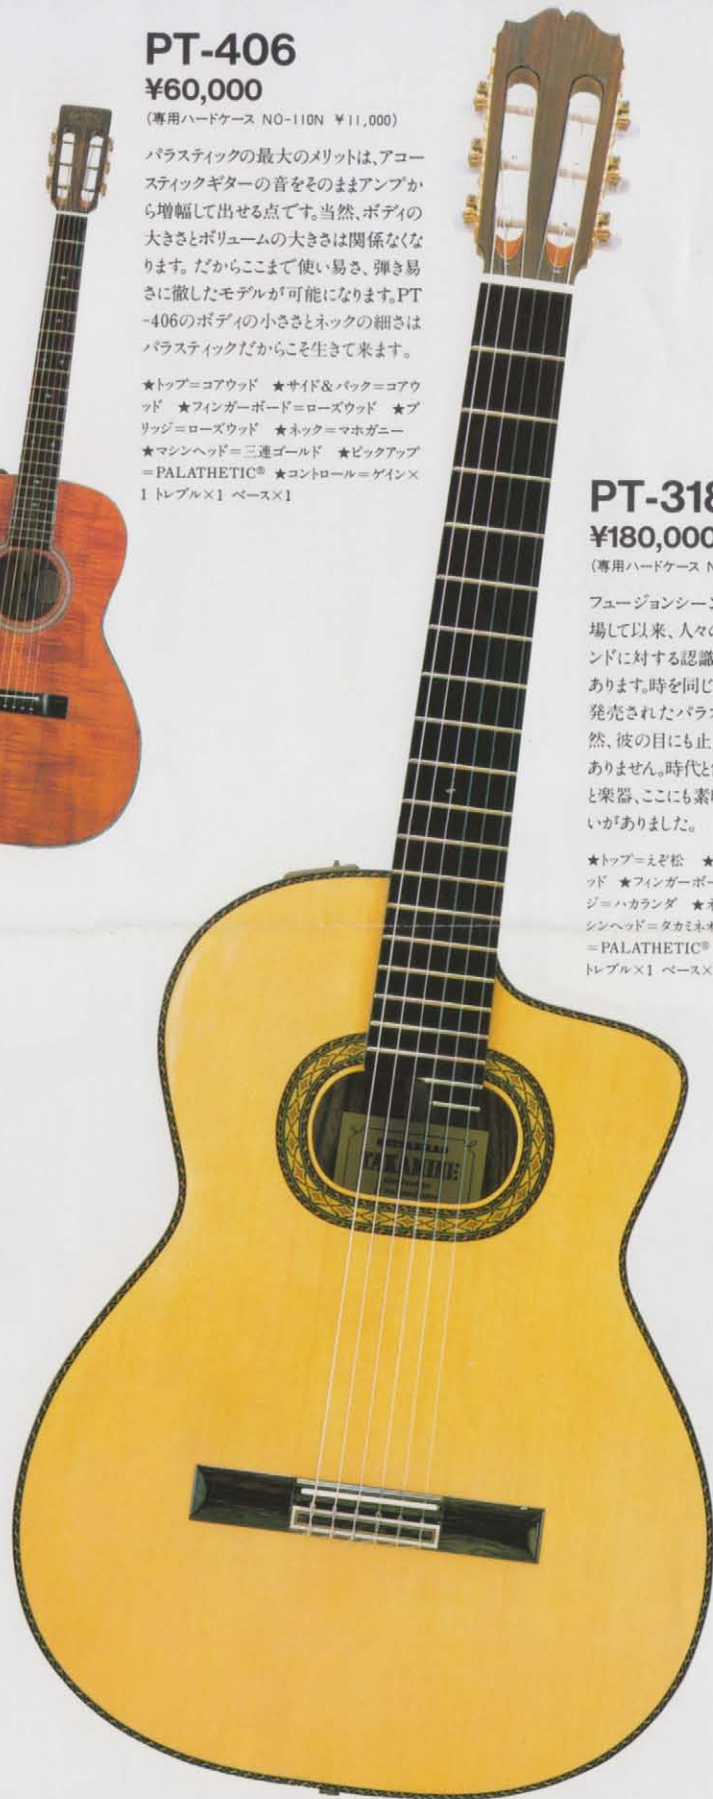 PT-406
¥60,000
(専用ハードケース NO-110N ¥11,000)
パラスティックの最大のメリットは、アコー
スティックギターの音をそのままアンプか
ら増幅して出せる点です。当然、ボディの
大きさとボリュームの大きさは関係なくな
ります。だからここまで使い易さ、弾き易
さに徹したモデルが可能になります。PT
-406のボディの小ささとネックの細さは
パラスティックだからこそ生きて来ます。
★トップ=コアウッド ★サイド&バック=コアウ
ッド ★フィンガーボード=ローズウッド ★ブ
リッジ=ローズウッド ★ネック=マホガニー
★マシンヘッド=三連ゴールド ★ピックアップ
=PALATHETIC® ★コントロール=ゲイン×
1 トレブル×1 ベース×1
PT-318
¥180,000
(専用ハードケース N
フュージョンシーン
場して以来、人々の
ンドに対する認識
あります。時を同じ
発売されたパラ
然、彼の目にも止
ありません。時代と
と楽器、ここにも素
いがありました。
★トップ=えぞ松 ★
ッド ★フィンガーボー
ジ=ハカランダ ★
シンヘッド=タカミネ
=PALATHETIC®
トレブル×1 ベース×
TAKAMINE